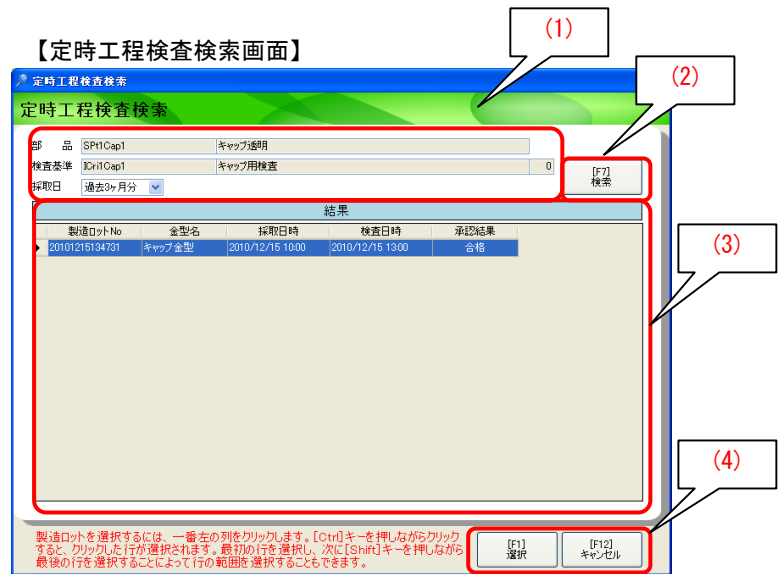 (1)
【定時工程検査検索画面】
(2)
定時工程検査検索
定時工程検査検索
部　品 SPt1Cap1 キャップ透明
検査基準 ICri1Cap1 キャップ用検査 0
採取日 過去3ヶ月分
[F7]
検索
結果
製造ロットNo 金型名 採取日時 検査日時 承認結果
20101215134731 キャップ金型 2010/12/15 10:00 2010/12/15 13:00 合格
(3)
(4)
製造ロットを選択するには、一番左の列をクリックします。[Ctrl]キーを押しながらクリック
すると、クリックした行が選択されます。最初の行を選択し、次に[Shift]キーを押しながら
最後の行を選択することによって行の範囲を選択することもできます。
[F1]
選択
[F12]
キャンセル